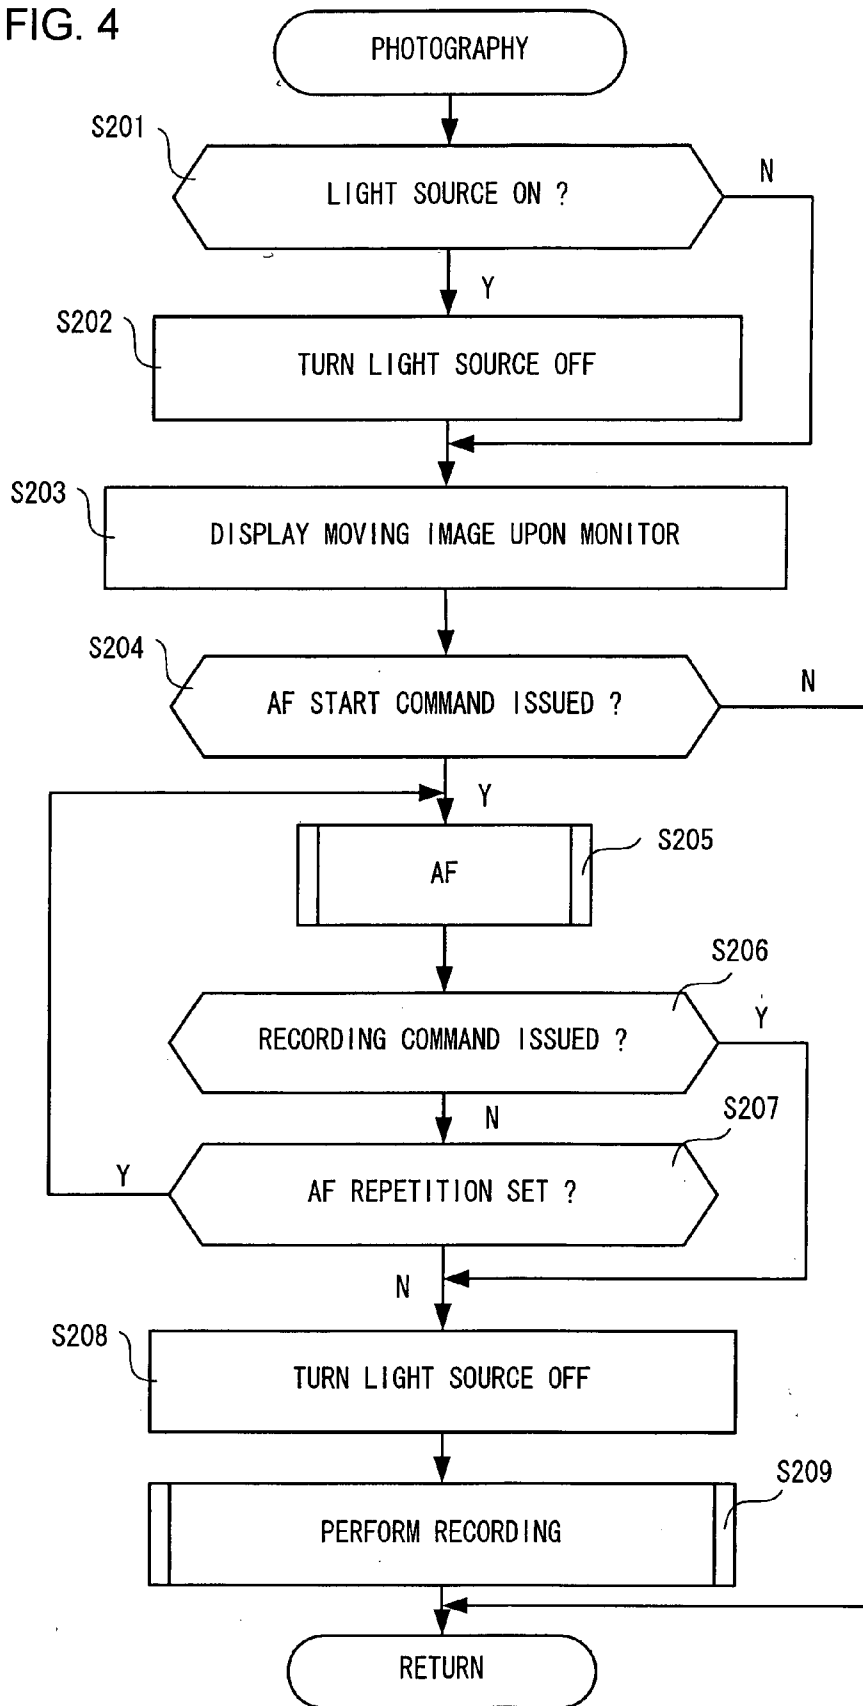 FIG. 4
PHOTOGRAPHY
S201
LIGHT SOURCE ON ?
N
Y
S202
TURN LIGHT SOURCE OFF
S203
DISPLAY MOVING IMAGE UPON MONITOR
S204
AF START COMMAND ISSUED ?
N
Y
AF
S205
S206
RECORDING COMMAND ISSUED ?
Y
N
S207
Y
AF REPETITION SET ?
N
S208
TURN LIGHT SOURCE OFF
S209
PERFORM RECORDING
RETURN